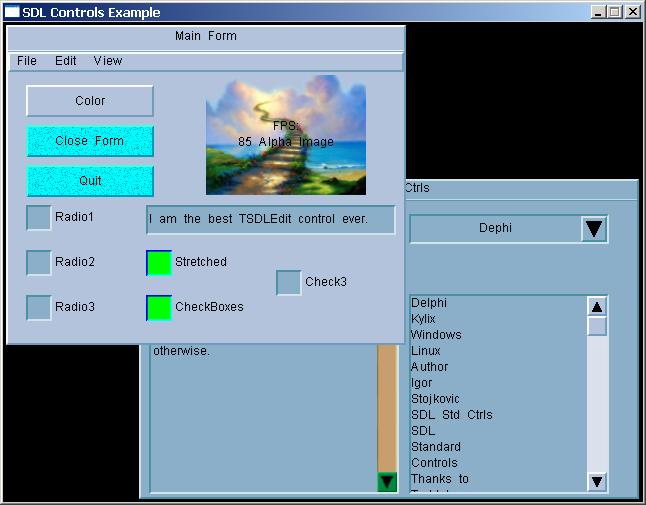 SDL Controls Example
Main Form
File Edit View
Color
Close Form
Quit
FPS:
85 Alpha Image
Radio1
I am the best TSDLEdit control ever.
Radio2
Stretched
Check3
Radio3
CheckBoxes
Ctrls
Dephi
otherwise.
Delphi
Kylix
Windows
Linux
Author
Igor
Stojkovic
SDL Std Ctrls
SDL
Standard
Controls
Thanks to